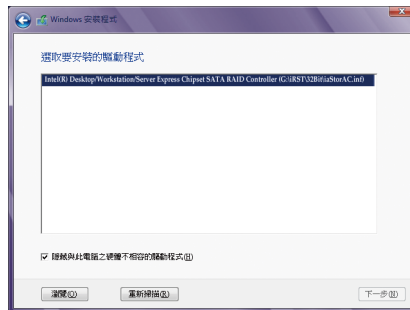 Windows 安裝程式
選取要安裝的驅動程式
Intel(R) Desktop/Workstation/Server Express Chipset SATA RAID Controller (G:\iRST\32Bit\iaStorAC.inf)
隱藏與此電腦之硬體不相容的驅動程式(H)
瀏覽(O)
重新掃描(R)
下一步(N)